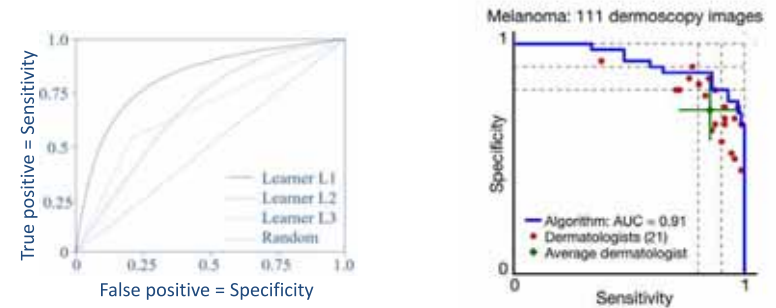 True positive = Sensitivity
1.0
0.75
0.5
0.25
0
0
0.25
0.5
0.75
1.0
Learner L1
Learner L2
Learner L3
Random
False positive = Specificity
Melanoma: 111 dermoscopy images
Specificity
1
0
Algorithm: AUC = 0.91
Dermatologists (21)
Average dermatologist
0
1
Sensitivity